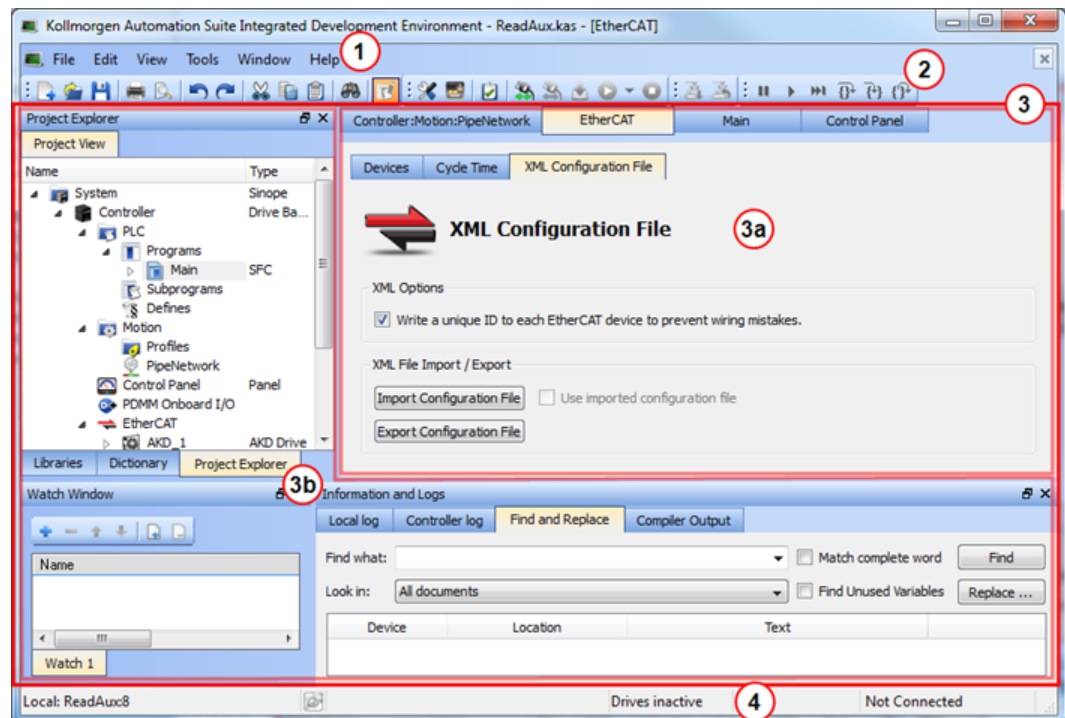 Kollmorgen Automation Suite Integrated Development Environment - ReadAux.kas - [EtherCAT]
File Edit View Tools Window Help
1
2
3
Project Explorer
Project View
Name Type
System Sinope
Controller Drive Ba...
PLC
Programs
Main SFC
Subprograms
Defines
Motion
Profiles
PipeNetwork
Control Panel Panel
PDMM Onboard I/O
EtherCAT
AKD_1 AKD Drive
Libraries Dictionary Project Explorer
Controller:Motion:PipeNetwork EtherCAT Main Control Panel
Devices Cycle Time XML Configuration File
XML Configuration File
3a
XML Options
Write a unique ID to each EtherCAT device to prevent wiring mistakes.
XML File Import / Export
Import Configuration File Use imported configuration file
Export Configuration File
3b
Watch Window
Name
Watch 1
Information and Logs
Local log Controller log Find and Replace Compiler Output
Find what: Match complete word Find
Look in: All documents Find Unused Variables Replace ...
Device Location Text
Local: ReadAux:8 Drives inactive 4 Not Connected